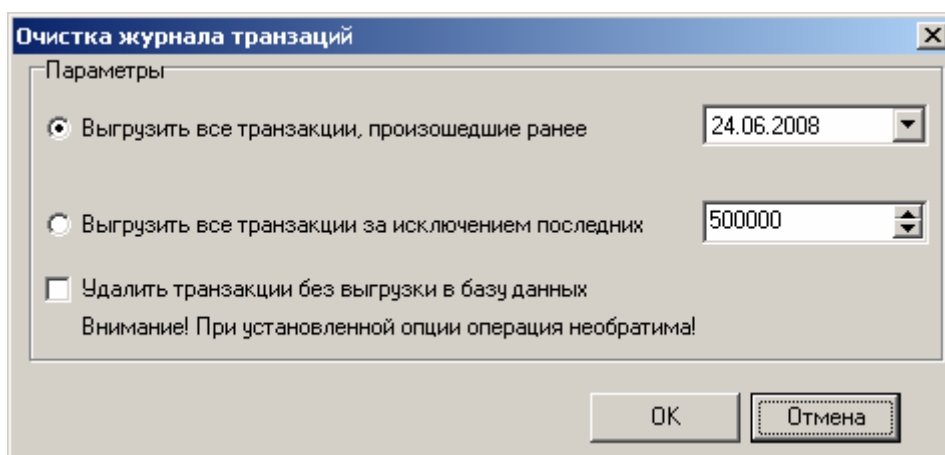 Очистка журнала транзаций
Параметры
Выгрузить все транзакции, произошедшие ранее 24.06.2008
Выгрузить все транзакции за исключением последних 500000
Удалить транзакции без выгрузки в базу данных
Внимание! При установленной опции операция необратима!
OK Отмена